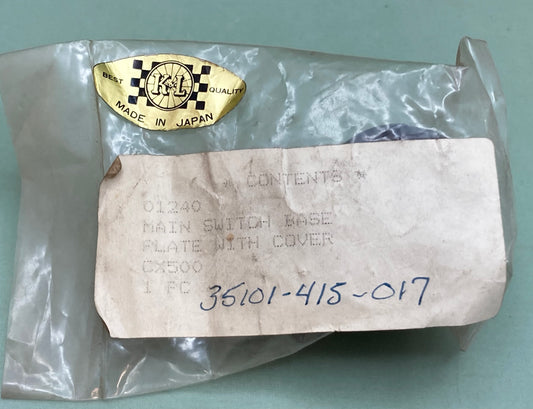 BEST K&L QUALITY
MADE IN JAPAN
* CONTENTS *
01240
MAIN SWITCH BASE
PLATE WITH COVER
CX500
1 PC 35101-415-017